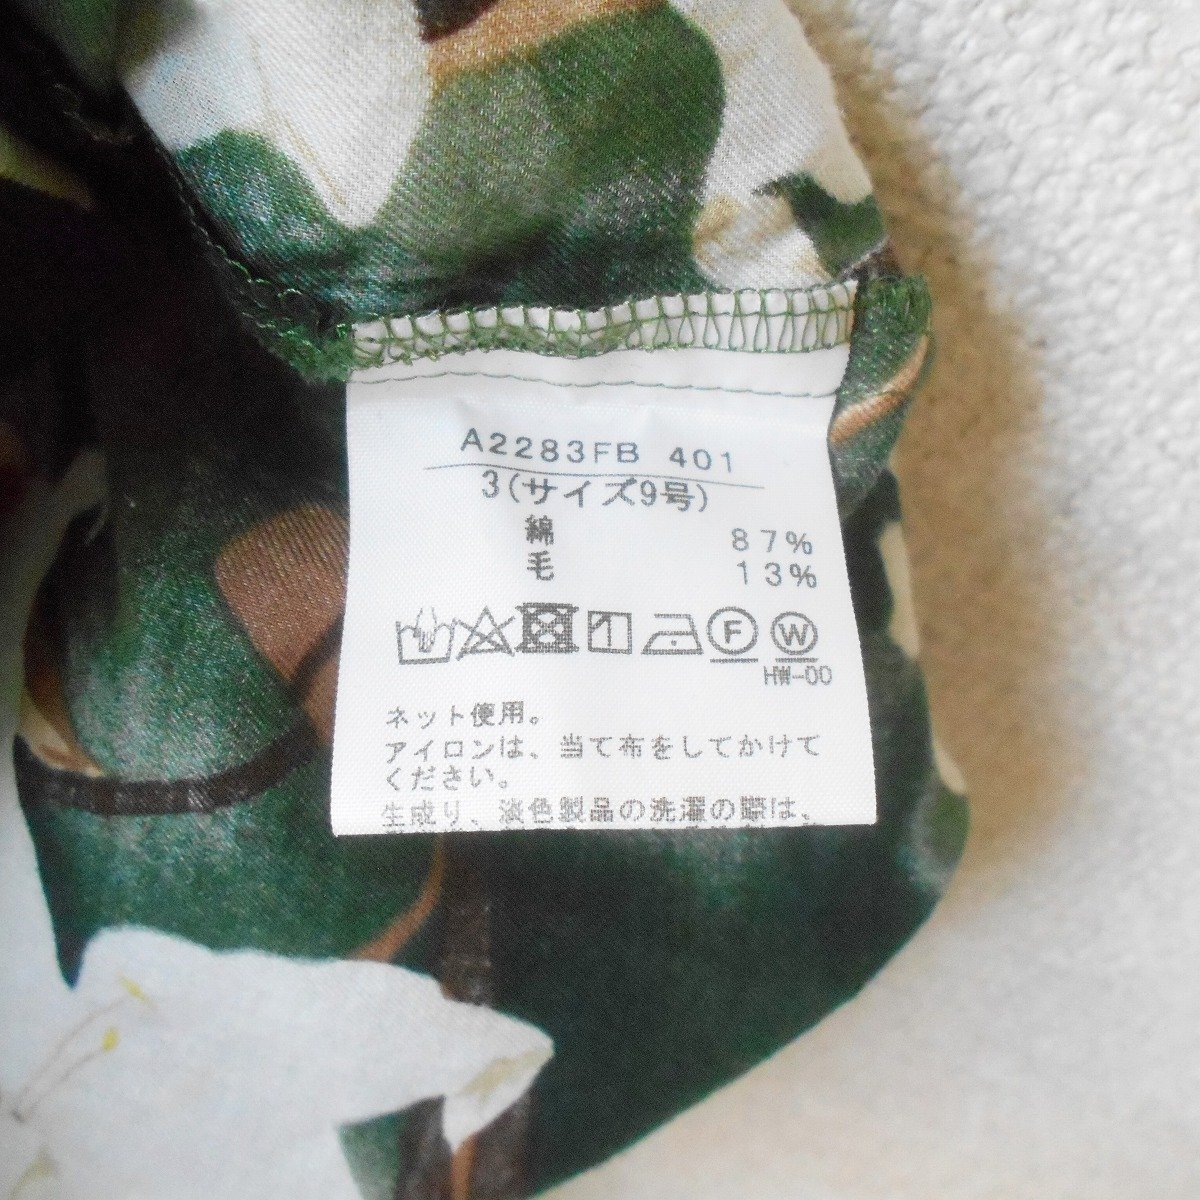 A2283FB 401
3(サイズ9号)
綿 87%
毛 13%
F W
HW-00
ネット使用。
アイロンは、当て布をしてかけて
ください。
生成り、淡色製品の洗濯の際は、